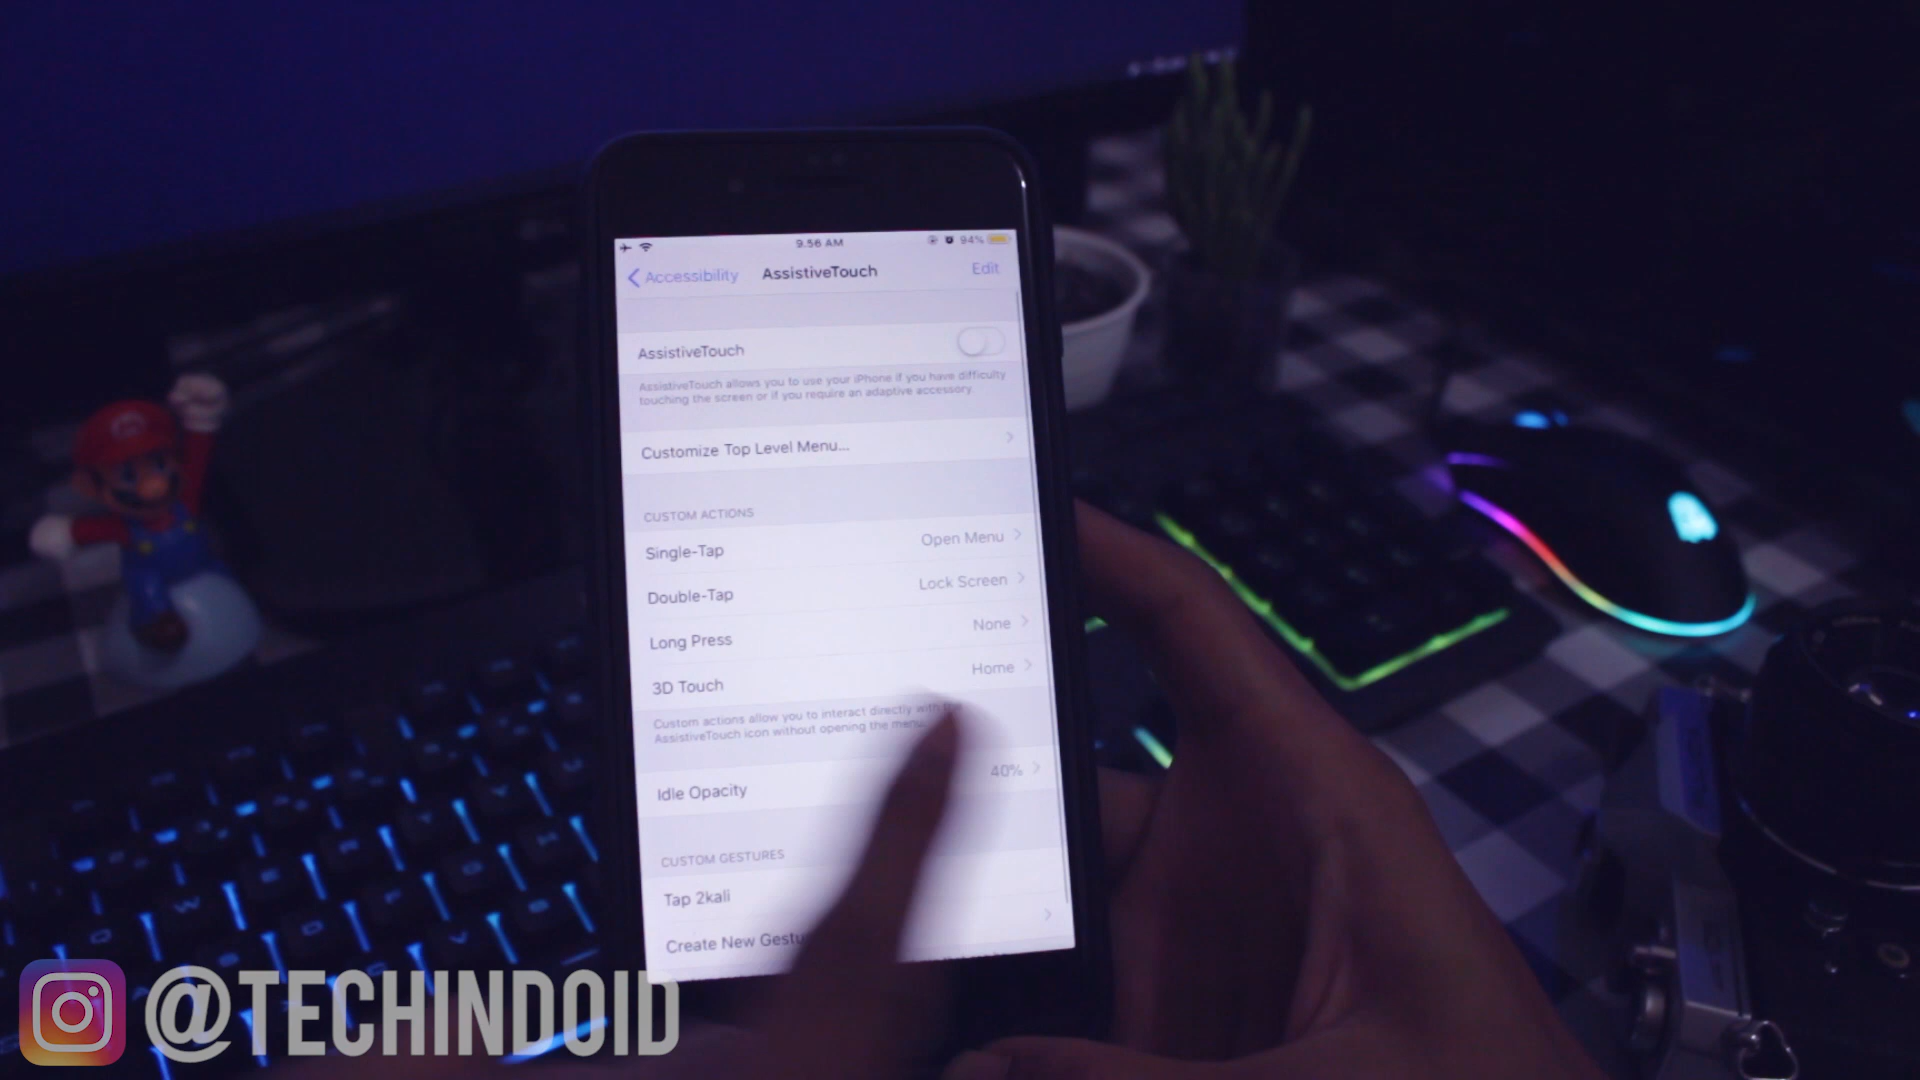 9.56 AM
94%
Accessibility
AssistiveTouch
Edit
AssistiveTouch
AssistiveTouch allows you to use your iPhone if you have difficulty
touching the screen or if you require an adaptive accessory
Customize Top Level Menu...
CUSTOM ACTIONS
Single-Tap
Open Menu
Double-Tap
Lock Screen
Long Press
None
3D Touch
Home
Custom actions allow you to interact directly with the
AssistiveTouch icon without opening the menu.
Idle Opacity
40%
CUSTOM GESTURES
Tap 2kali
Create New
@TECHINDOID